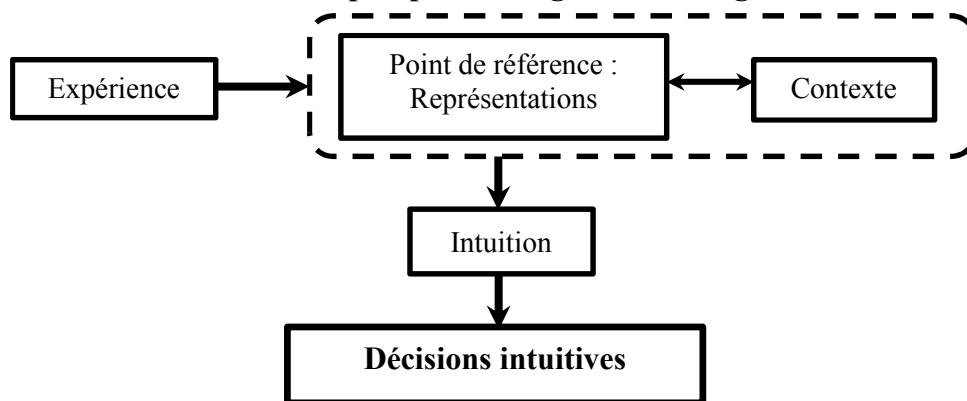 Expérience
Point de référence :
Représentations
Contexte
Intuition
Décisions intuitives